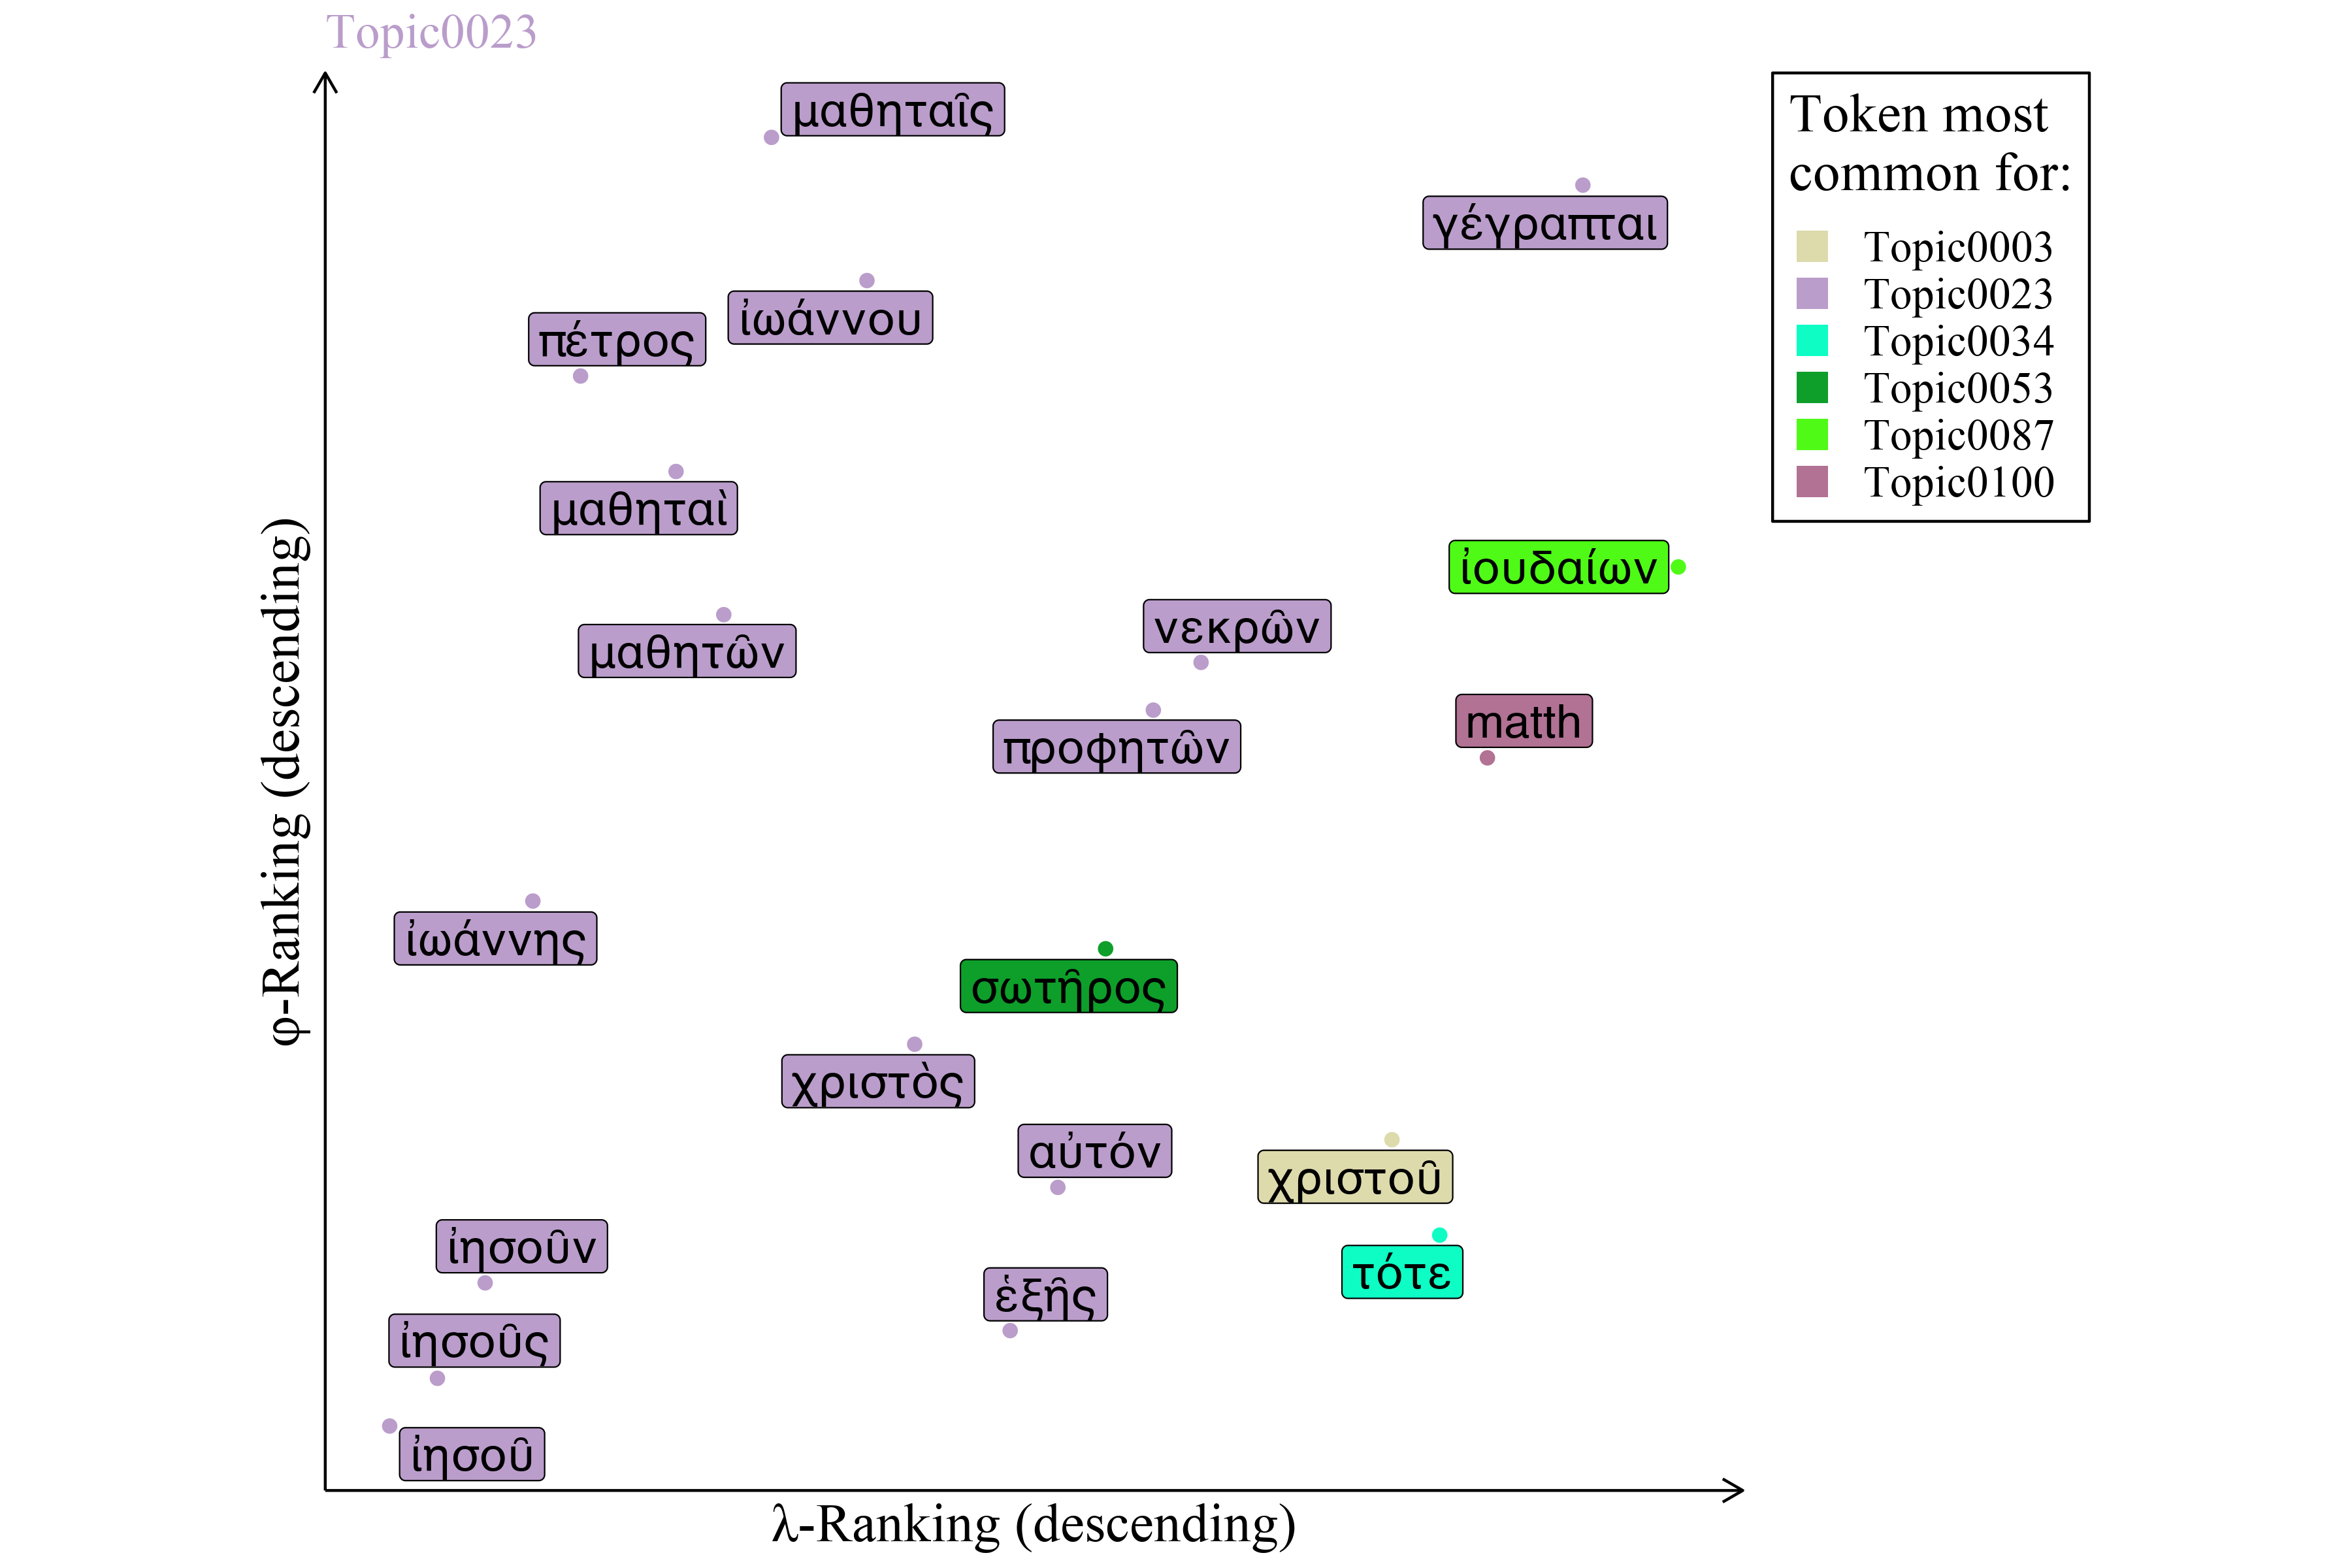 Topic0023
μαθηταῖς
γέγραπται
ἰωάννου
πέτρος
μαθηταὶ
ἰουδαίων
νεκρῶν
μαθητῶν
matth
προφητῶν
ἰωάννης
σωτῆρος
χριστὸς
αὐτόν
χριστοῦ
ἰησοῦν
τότε
ἑξῆς
ἰησοῦς
ἰησοῦ
φ-Ranking (descending)
λ-Ranking (descending)
Token most
common for:
Topic0003
Topic0023
Topic0034
Topic0053
Topic0087
Topic0100